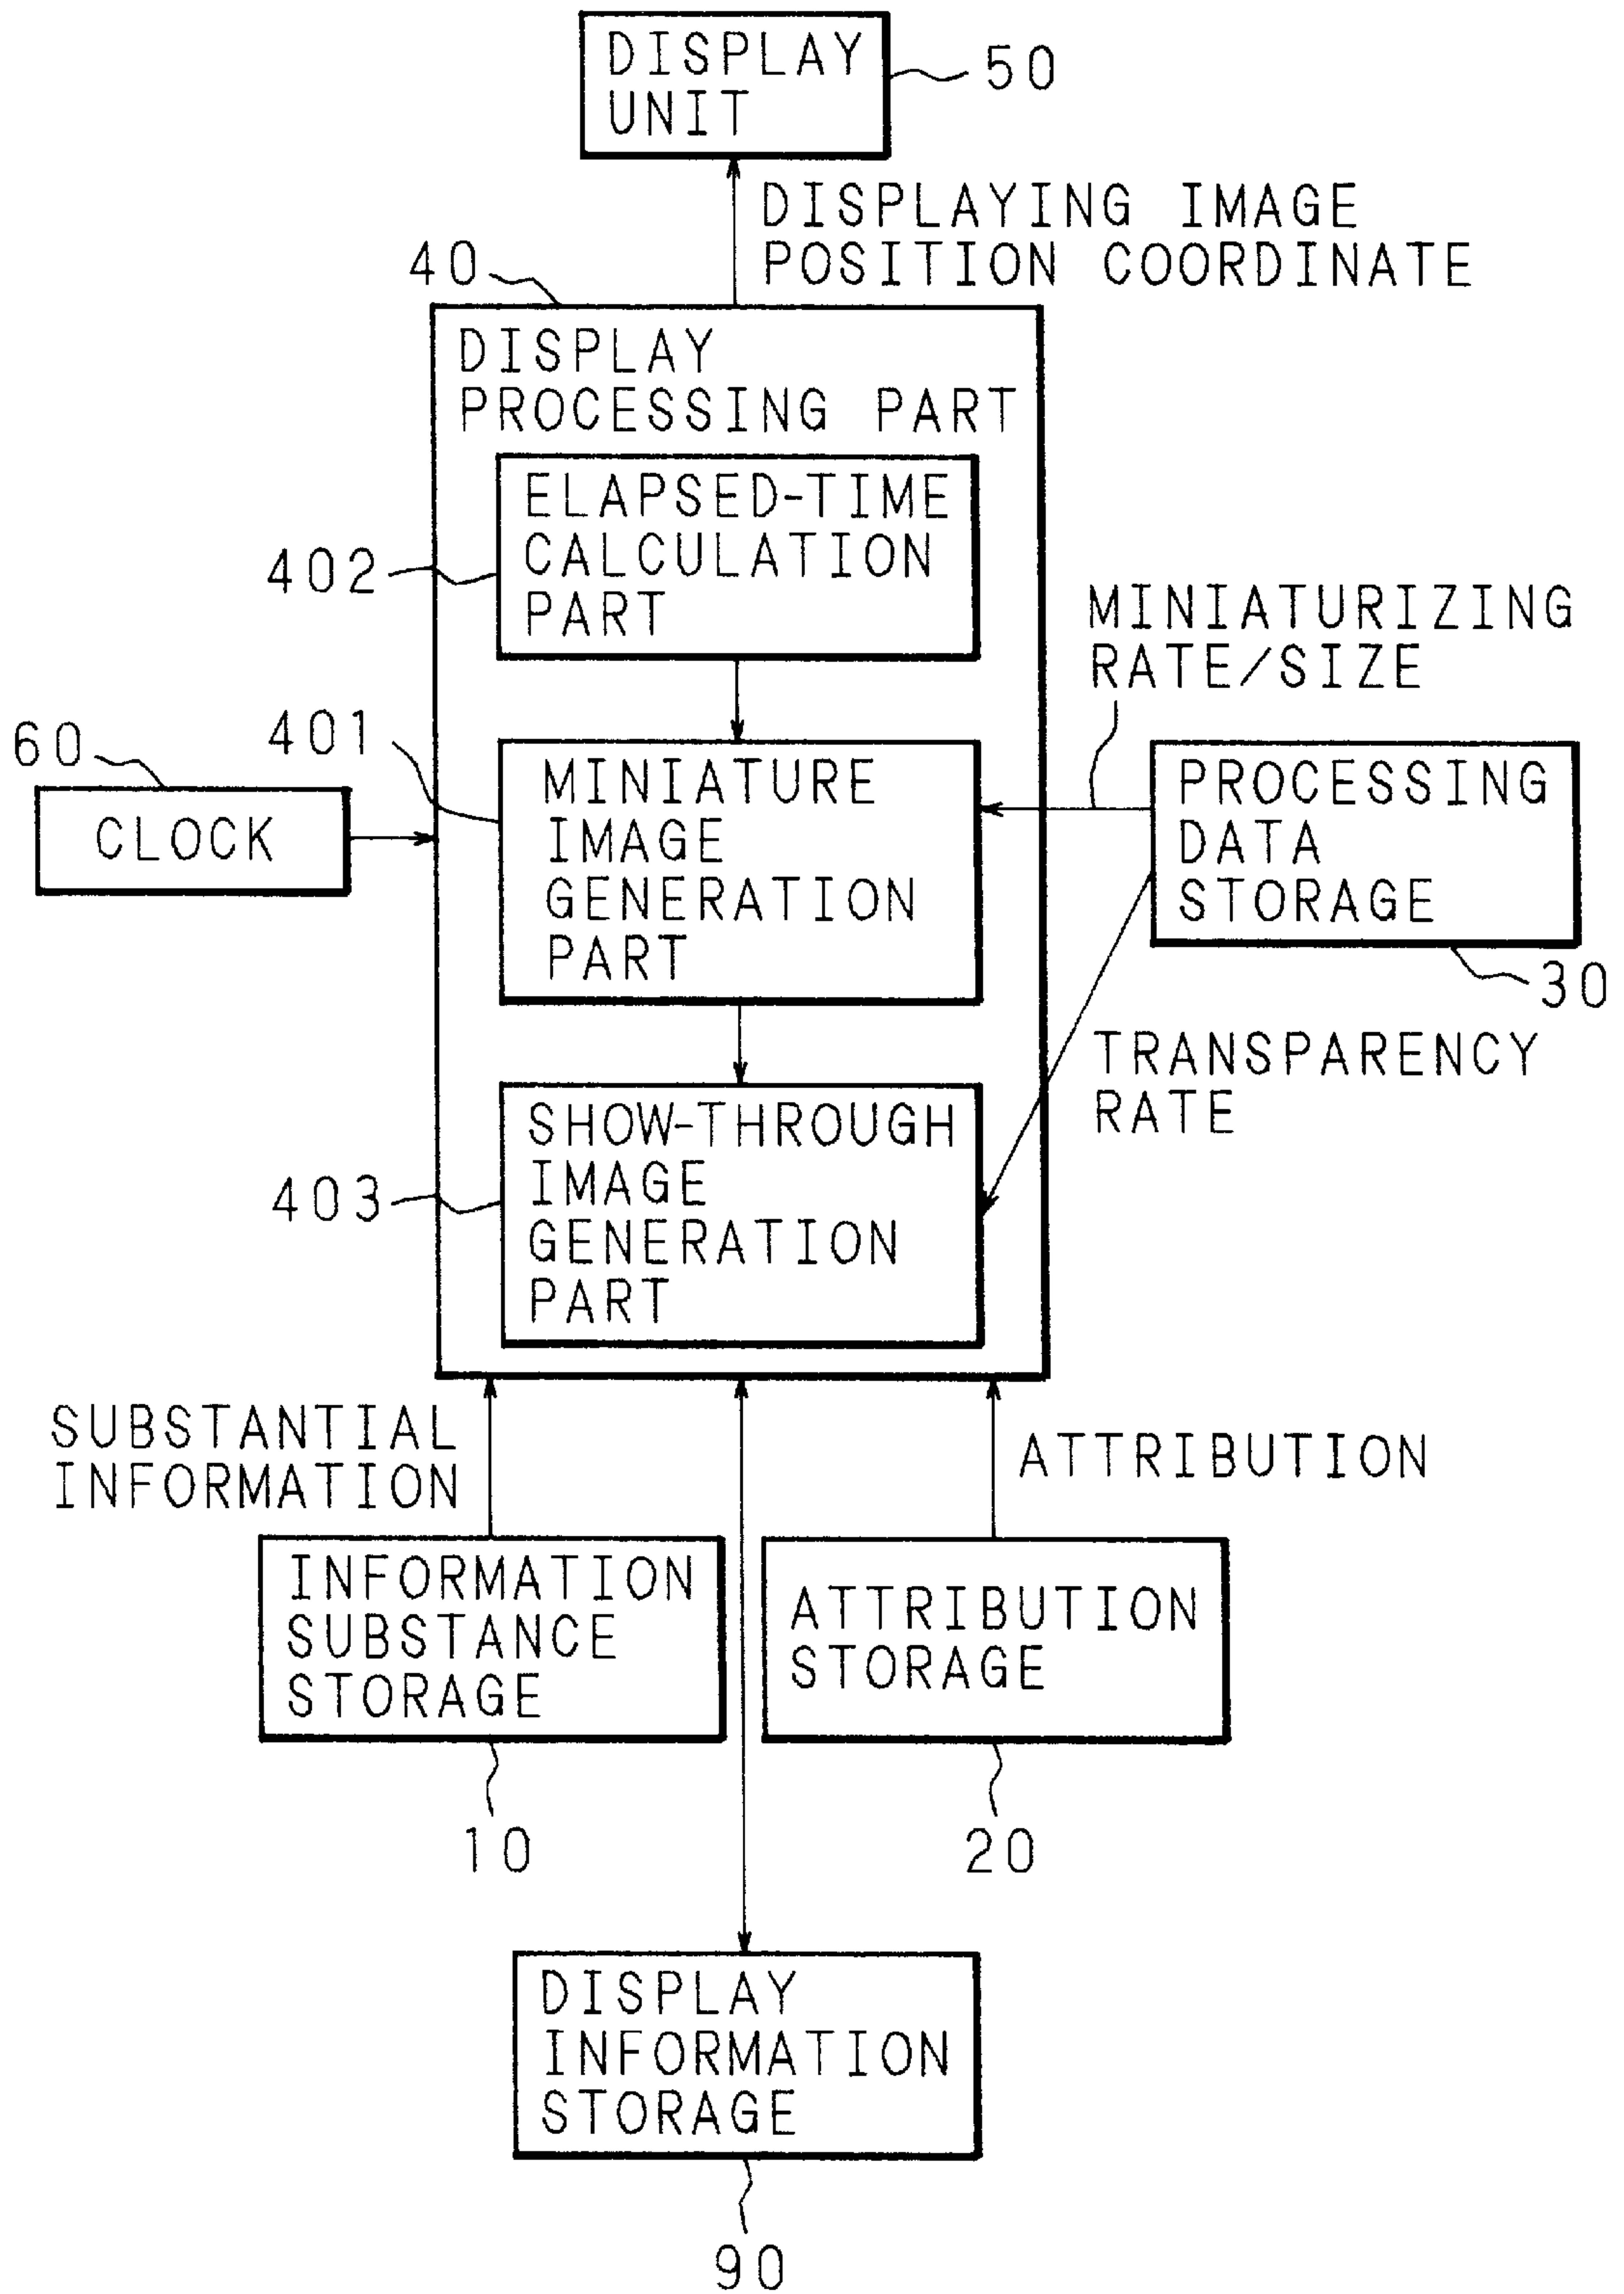 DISPLAY
UNIT
50
DISPLAYING IMAGE
POSITION COORDINATE
40
DISPLAY
PROCESSING PART
ELAPSED-TIME
CALCULATION
PART
402
MINIATURIZING
RATE/SIZE
60
CLOCK
401
MINIATURE
IMAGE
GENERATION
PART
PROCESSING
DATA
STORAGE
30
TRANSPARENCY
RATE
SHOW-THROUGH
IMAGE
GENERATION
PART
403
SUBSTANTIAL
INFORMATION
ATTRIBUTION
INFORMATION
SUBSTANCE
STORAGE
ATTRIBUTION
STORAGE
10
20
DISPLAY
INFORMATION
STORAGE
90